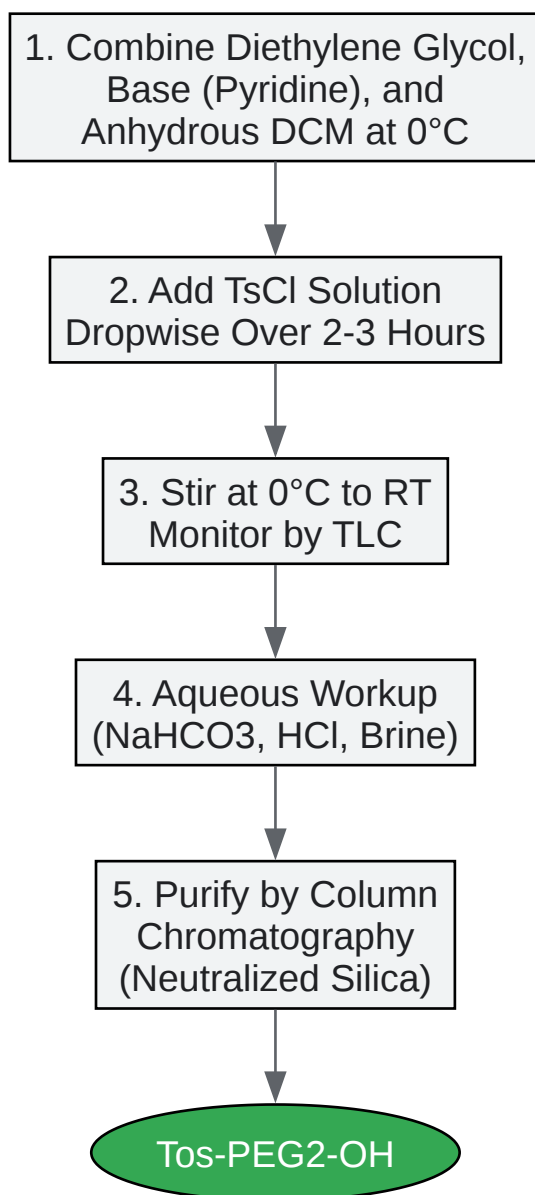 1. Combine Diethylene Glycol,
Base (Pyridine), and
Anhydrous DCM at 0°C
2. Add TsCl Solution
Dropwise Over 2-3 Hours
3. Stir at 0°C to RT
Monitor by TLC
4. Aqueous Workup
(NaHCO3, HCl, Brine)
5. Purify by Column
Chromatography
(Neutralized Silica)
Tos-PEG2-OH